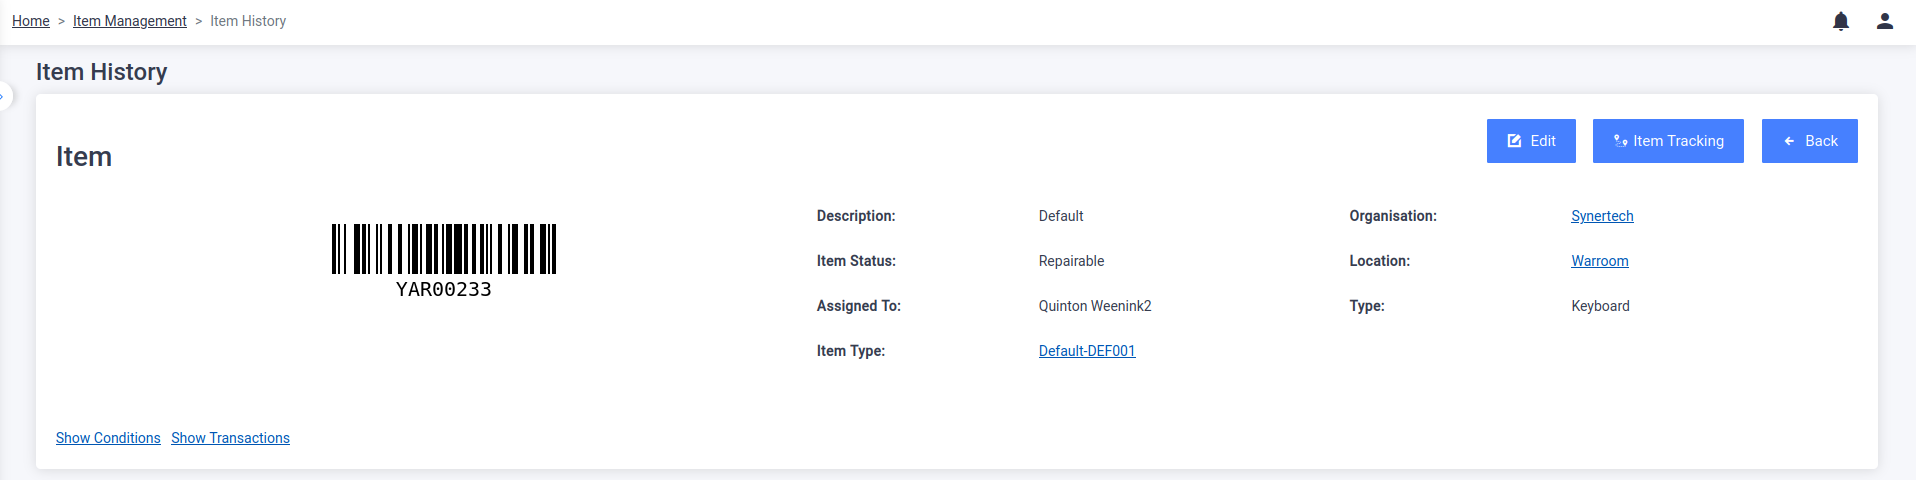 Home > Item Management > Item History
Item History
Item
Edit
Item Tracking
Back
YAR00233
Description: Default
Organisation: Synertech
Item Status: Repairable
Location: Warroom
Assigned To: Quinton Weenink2
Type: Keyboard
Item Type: Default-DEF001
Show Conditions Show Transactions